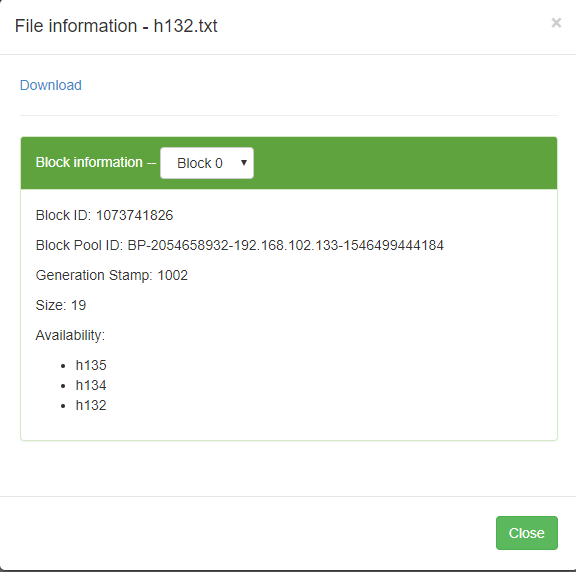 File information - h132.txt
×
Download
Block information -- Block 0
Block ID: 1073741826
Block Pool ID: BP-2054658932-192.168.102.133-1546499444184
Generation Stamp: 1002
Size: 19
Availability:
• h135
• h134
• h132
Close